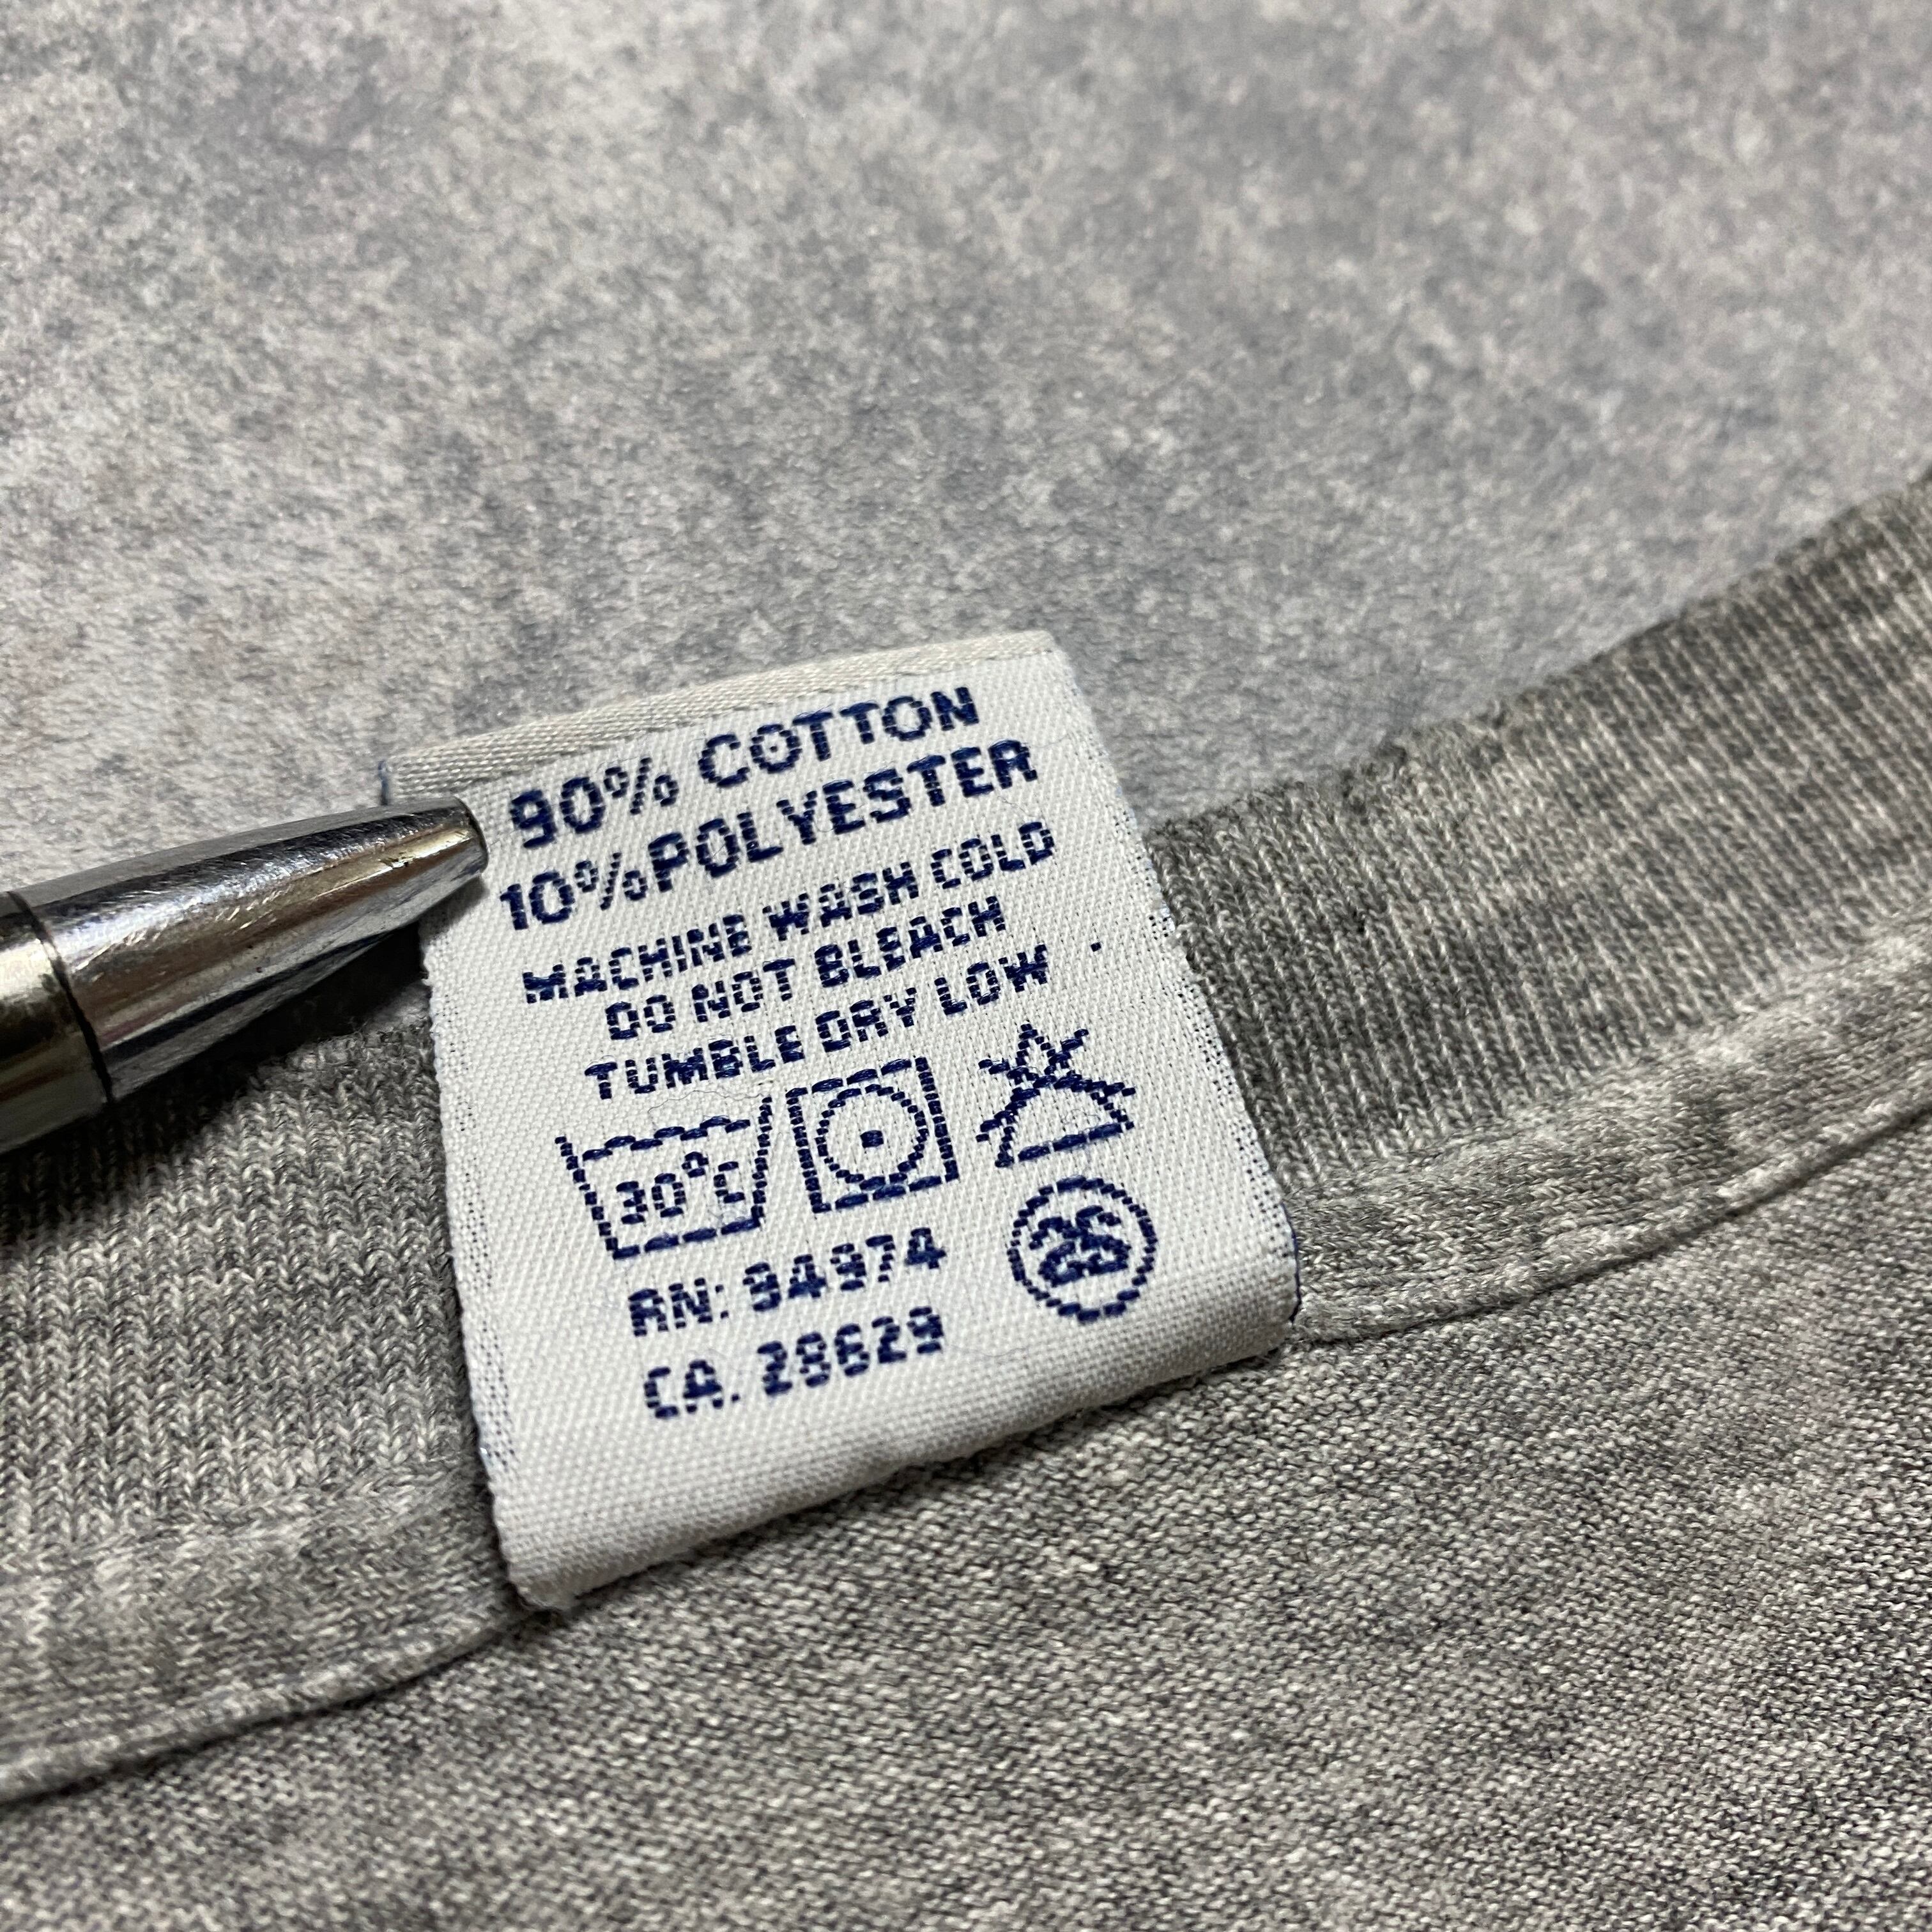 90% COTTON
10% POLYESTER
MACHINE WASH COLD
DO NOT BLEACH
TUMBLE DRY LOW
30°C
RN: 94974
CA. 28629